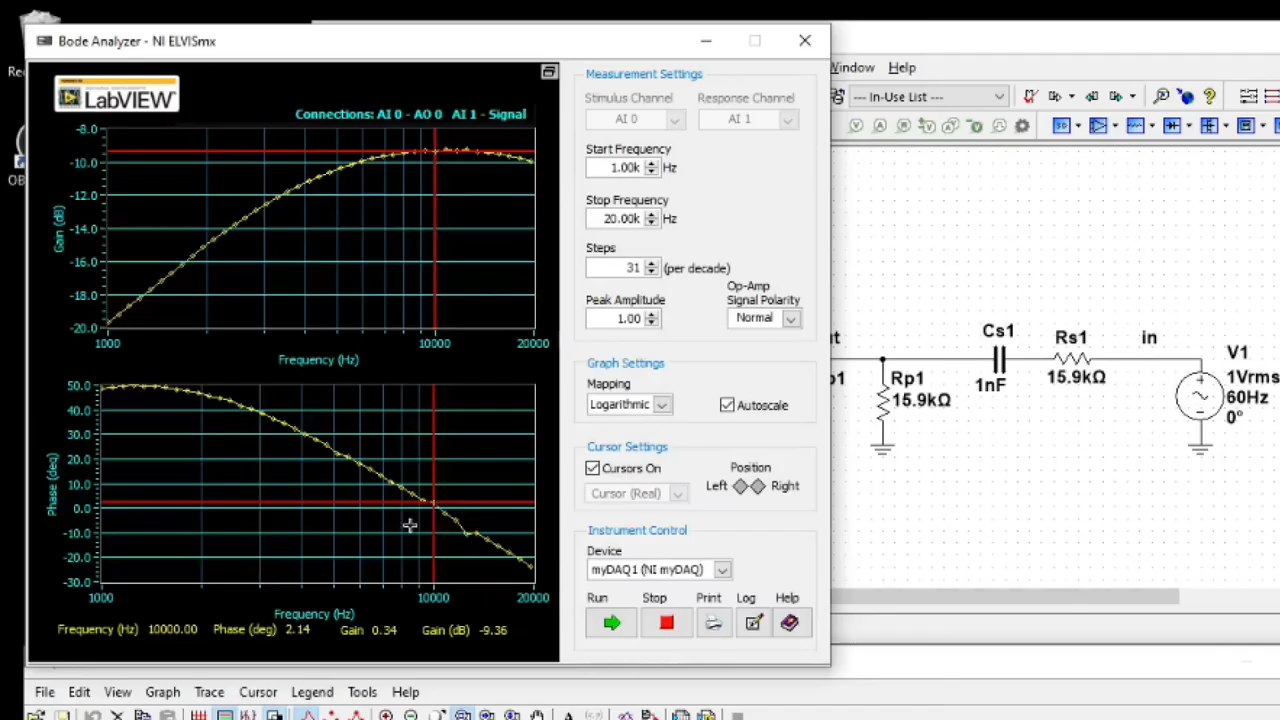 Bode Analyzer - NI ELVISmx
LabVIEW
Connections: AI 0 - AO 0 AI 1 - Signal
-8.0
-10.0
-12.0
-14.0
-16.0
-18.0
-20.0
Gain (dB)
1000
10000
20000
Frequency (Hz)
50.0
40.0
30.0
20.0
10.0
0.0
-10.0
-20.0
-30.0
Phase (deg)
1000
10000
20000
Frequency (Hz)
Frequency (Hz) 10000.00 Phase (deg) 2.14 Gain 0.34 Gain (dB) -9.36
Measurement Settings
Stimulus Channel Response Channel
AI 0 AI 1
Start Frequency
1.00k Hz
Stop Frequency
20.00k Hz
Steps
31 (per decade)
Peak Amplitude
1.00
Op-Amp
Signal Polarity
Normal
Graph Settings
Mapping
Logarithmic Autoscale
Cursor Settings
Cursors On
Cursor (Real)
Position
Left Right
Instrument Control
Device
myDAQ1 (NI myDAQ)
Run Stop Print Log Help
Window Help
--- In-Use List ---
Cs1
1nF
Rs1
15.9kΩ
in
V1
1Vrms
60Hz
0°
Rp1
15.9kΩ
File Edit View Graph Trace Cursor Legend Tools Help